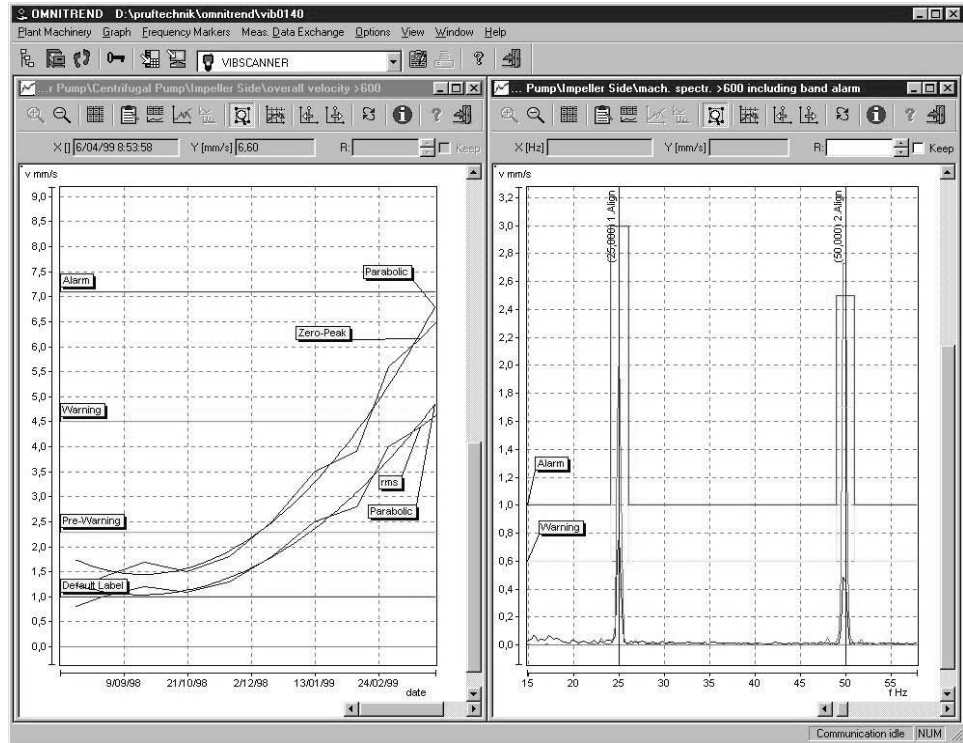 OMNITREND D:\pruftechnik\omnitrend\vib0140
Plant Machinery Graph Frequency Markers Meas. Data Exchange Options View Window Help
VIBSCANNER
...r Pump\Centrifugal Pump\Impeller Side\overall velocity >600
X [] 6/04/99 8:53:58 Y [mm/s] 6,60 R: Keep
v mm/s
9,0
8,5
8,0
7,5
Parabolic
Alarm
7,0
6,5
Zero-Peak
6,0
5,5
5,0
Warning
4,5
4,0
3,5
rms
3,0
Parabolic
2,5
Pre-Warning
2,0
1,5
Default Label
1,0
0,5
0,0
9/09/98 21/10/98 2/12/98 13/01/99 24/02/99
date
... Pump\Impeller Side\mach. spectr. >600 including band alarm
X [Hz] Y [mm/s] R: Keep
v mm/s
(25,000) 1.Align
(50,000) 2.Align
3,2
3,0
2,8
2,6
2,4
2,2
2,0
1,8
1,6
1,4
Alarm
1,2
1,0
Warning
0,8
0,6
0,4
0,2
0,0
15 20 25 30 35 40 45 50 55
f Hz
Communication idle NUM